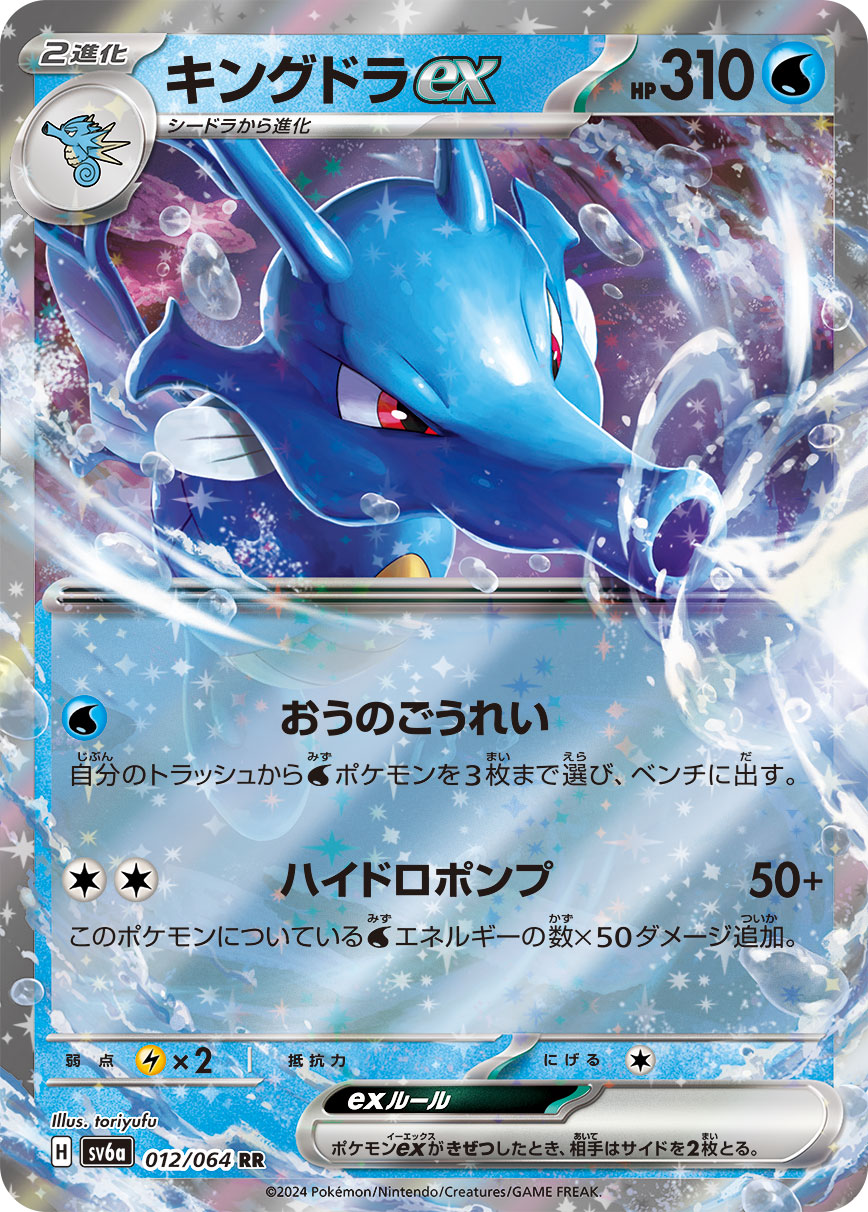 2進化
キングドラex
HP310
シードラから進化
おうのごうれい
自分のトラッシュからポケモンを3枚まで選び、ベンチに出す。
ハイドロポンプ 50+
このポケモンについているエネルギーの数×50ダメージ追加。
弱点 ×2 抵抗力 にげる
exルール
ポケモンexがきぜつしたとき、相手はサイドを2枚とる。
Illus. toriyufu
H sv6a 012/064 RR
©2024 Pokémon/Nintendo/Creatures/GAME FREAK.